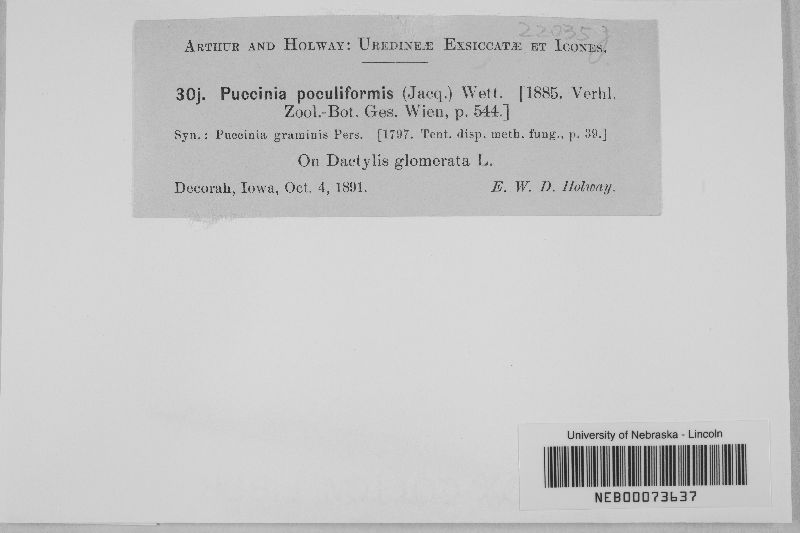 220353
ARTHUR AND HOLWAY: UREDINEÆ EXSICCATÆ ET ICONES.
30j. Puccinia poculiformis (Jacq.) Wett. [1885. Verhl.
Zool.-Bot. Ges. Wien, p. 544.]
Syn.: Puccinia graminis Pers. [1797. Tent. disp. meth. fung., p. 39.]
On Dactylis glomerata L.
Decorah, Iowa, Oct. 4, 1891. E. W. D. Holway.
University of Nebraska - Lincoln
NEB00073637